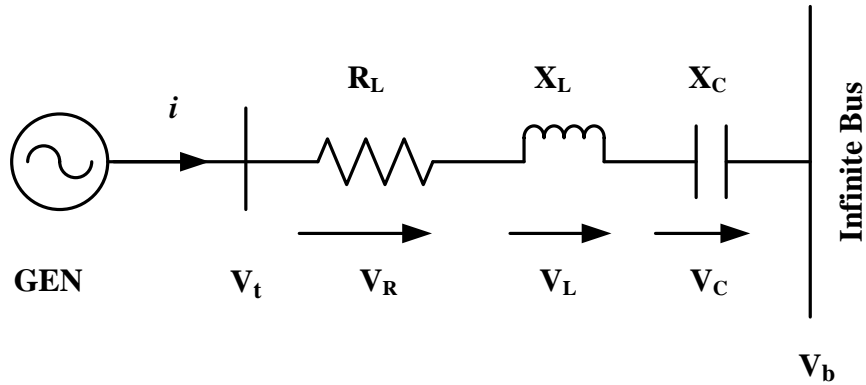 R_L X_L X_C
i
GEN V_t V_R V_L V_C
Infinite Bus
V_b